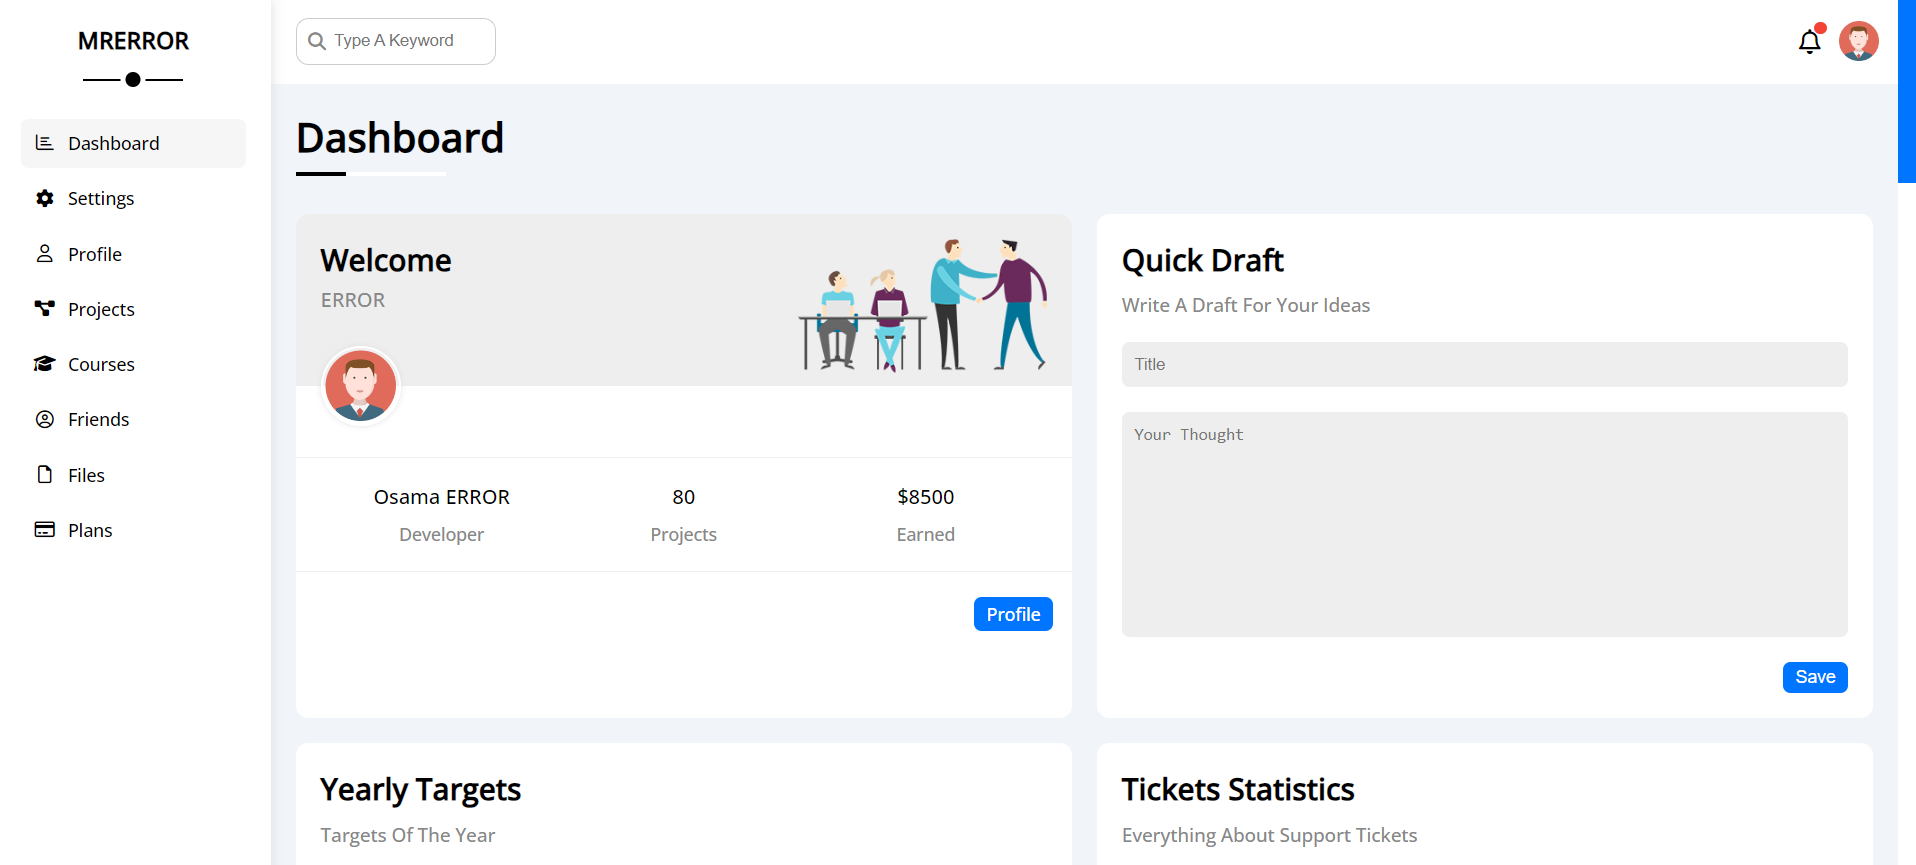 MRERROR
Dashboard
Settings
Profile
Projects
Courses
Friends
Files
Plans
Type A Keyword
Dashboard
Welcome
ERROR
Osama ERROR
Developer
80
Projects
$8500
Earned
Profile
Quick Draft
Write A Draft For Your Ideas
Title
Your Thought
Save
Yearly Targets
Targets Of The Year
Tickets Statistics
Everything About Support Tickets